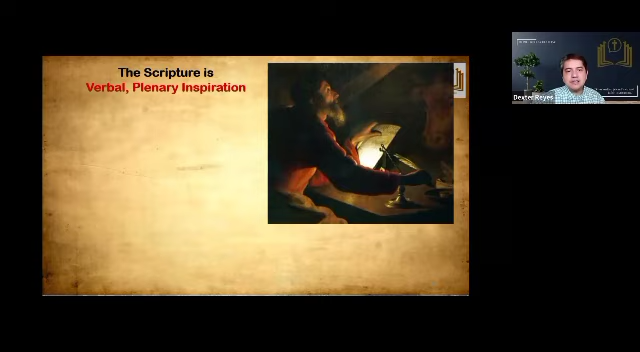 The Scripture is
Verbal, Plenary Inspiration
Dexter Reyes